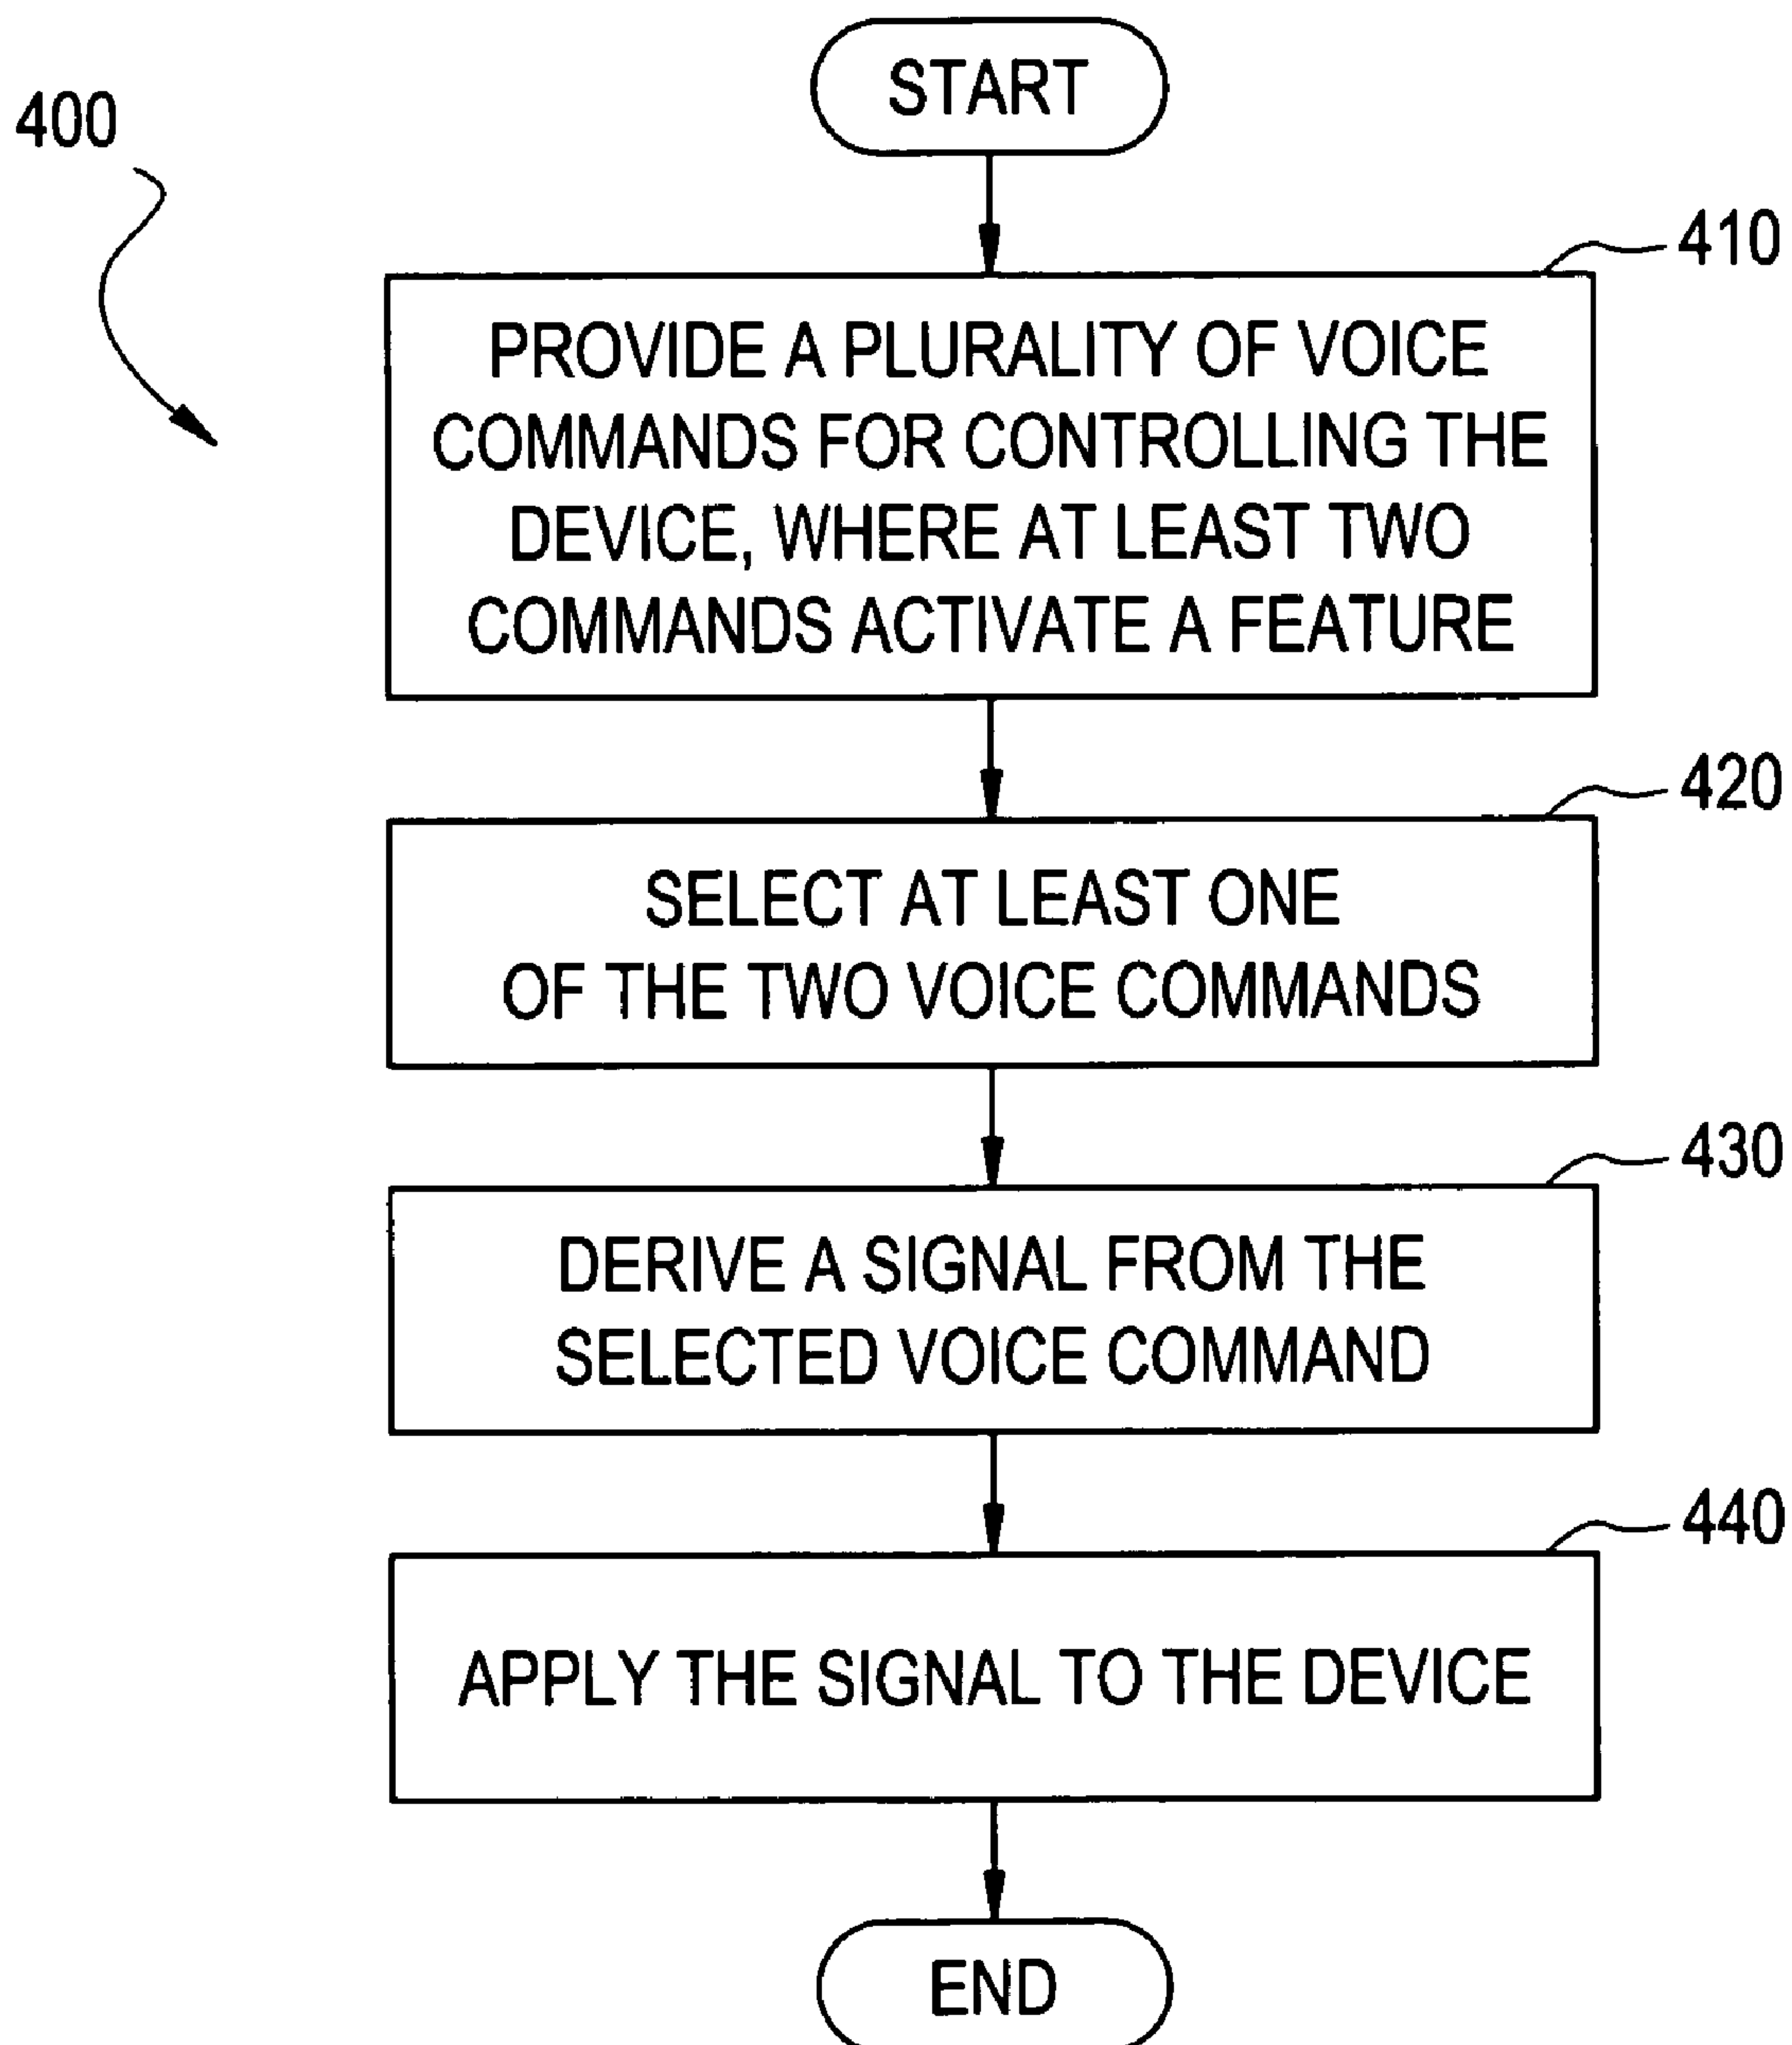 START
400
410
PROVIDE A PLURALITY OF VOICE
COMMANDS FOR CONTROLLING THE
DEVICE, WHERE AT LEAST TWO
COMMANDS ACTIVATE A FEATURE
420
SELECT AT LEAST ONE
OF THE TWO VOICE COMMANDS
430
DERIVE A SIGNAL FROM THE
SELECTED VOICE COMMAND
440
APPLY THE SIGNAL TO THE DEVICE
END